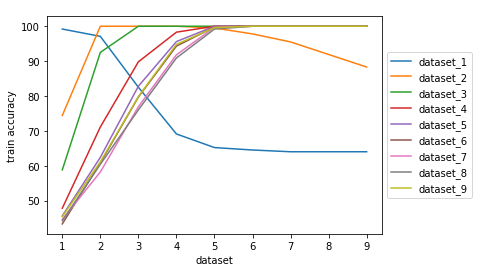 100
90
80
70
60
50
train accuracy
1 2 3 4 5 6 7 8 9
dataset
dataset_1
dataset_2
dataset_3
dataset_4
dataset_5
dataset_6
dataset_7
dataset_8
dataset_9